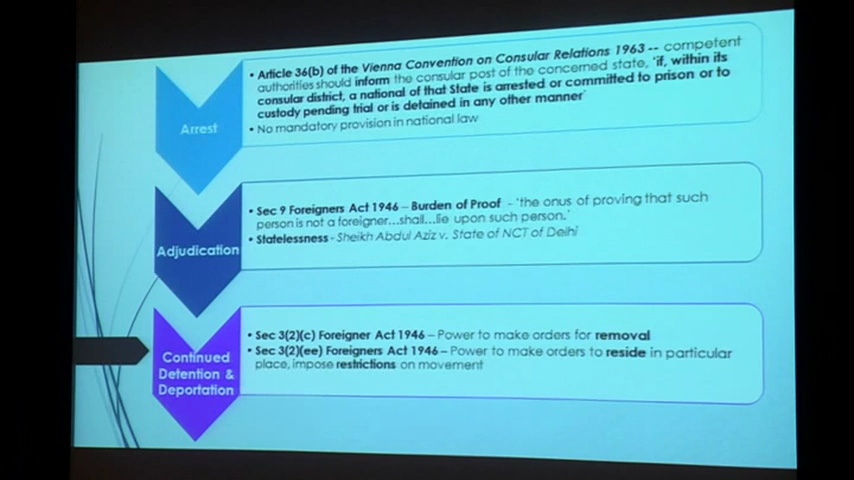 Arrest
• Article 36(b) of the Vienna Convention on Consular Relations 1963 -- competent
authorities should inform the consular post of the concerned state, 'if, within its
consular district, a national of that State is arrested or committed to prison or to
custody pending trial or is detained in any other manner'
• No mandatory provision in national law
Adjudication
• Sec 9 Foreigners Act 1946 – Burden of Proof - 'the onus of proving that such
person is not a foreigner...shall...lie upon such person.'
• Statelessness - Sheikh Abdul Aziz v. State of NCT of Delhi
Continued
Detention &
Deportation
• Sec 3(2)(c) Foreigner Act 1946 – Power to make orders for removal
• Sec 3(2)(ee) Foreigners Act 1946 – Power to make orders to reside in particular
place, impose restrictions on movement